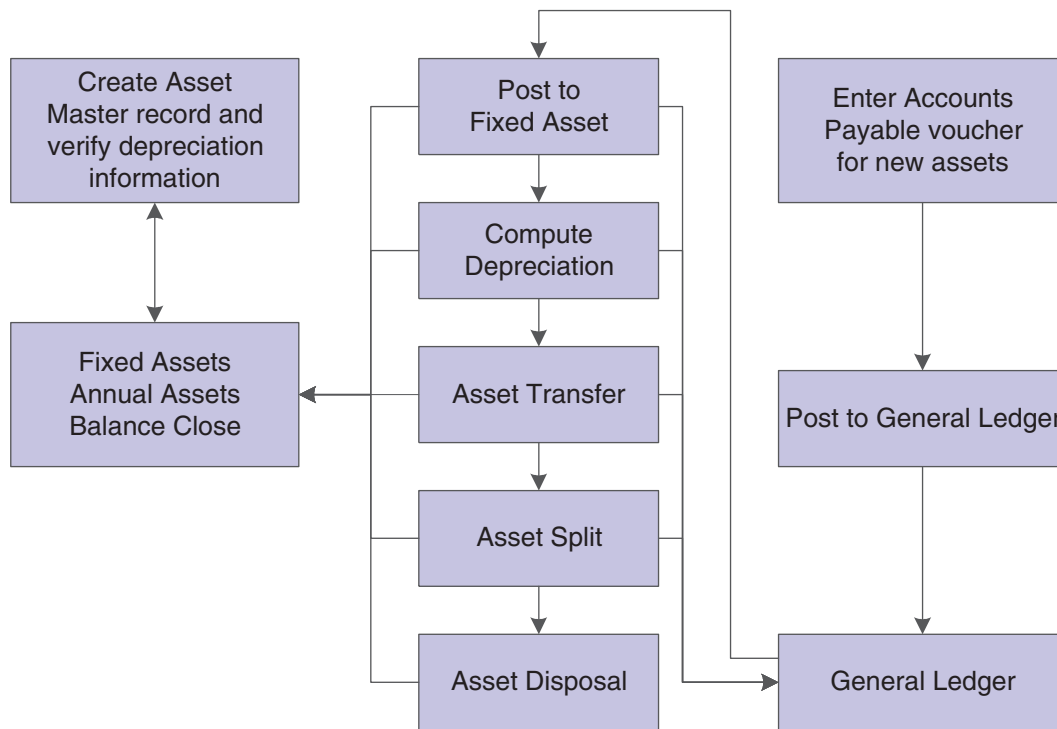 Create Asset
Master record and
verify depreciation
information
Fixed Assets
Annual Assets
Balance Close
Post to
Fixed Asset
Compute
Depreciation
Asset Transfer
Asset Split
Asset Disposal
Enter Accounts
Payable voucher
for new assets
Post to General Ledger
General Ledger